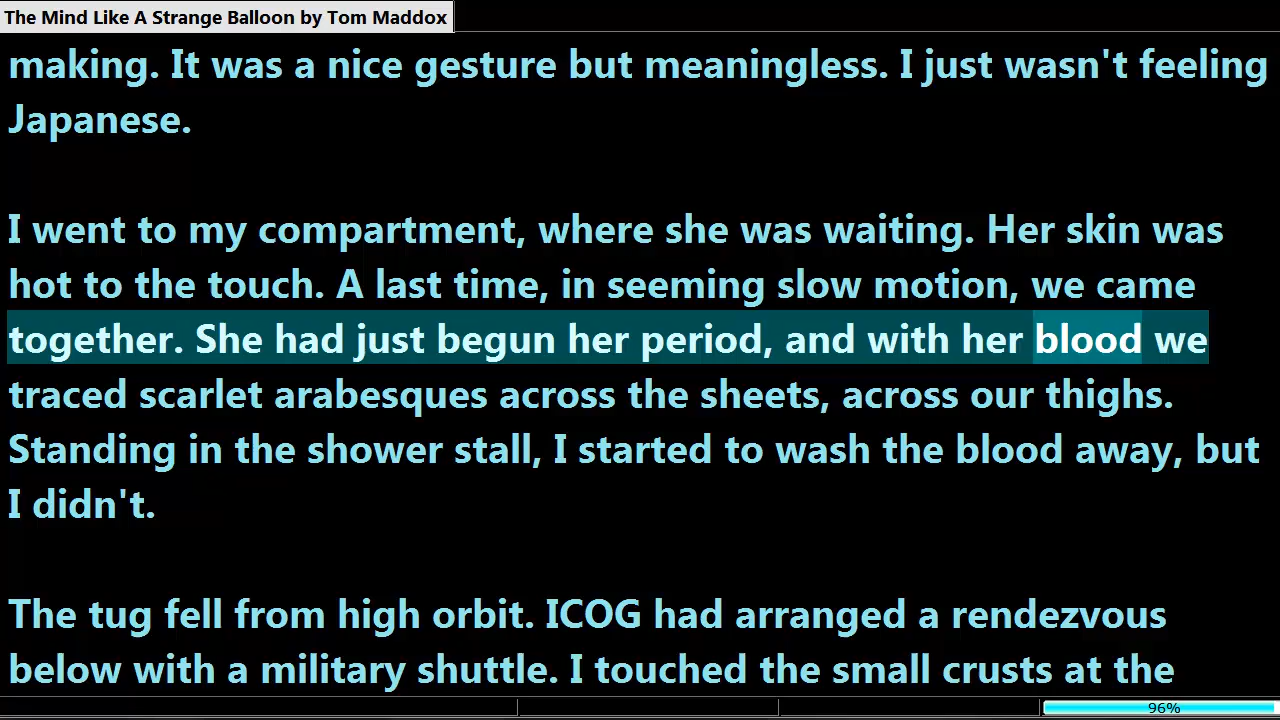 The Mind Like A Strange Balloon by Tom Maddox
making. It was a nice gesture but meaningless. I just wasn't feeling
Japanese.
I went to my compartment, where she was waiting. Her skin was
hot to the touch. A last time, in seeming slow motion, we came
together. She had just begun her period, and with her blood we
traced scarlet arabesques across the sheets, across our thighs.
Standing in the shower stall, I started to wash the blood away, but
I didn't.
The tug fell from high orbit. ICOG had arranged a rendezvous
below with a military shuttle. I touched the small crusts at the
96%